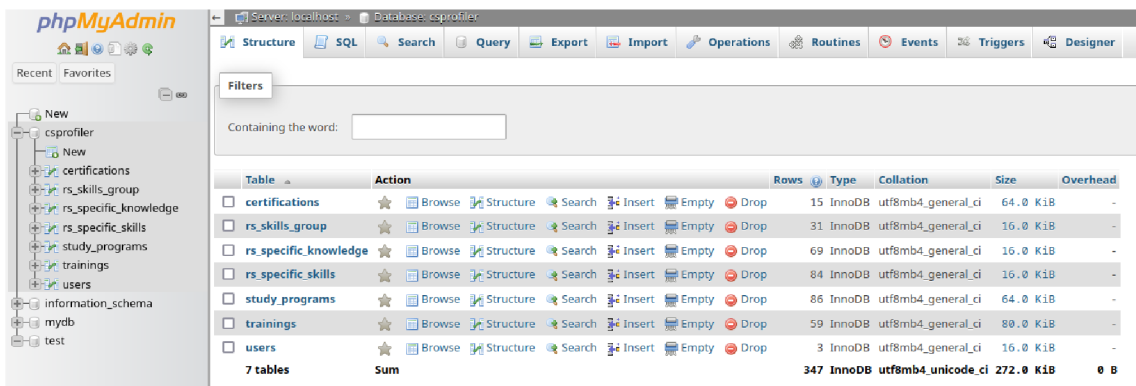 phpMyAdmin
Recent Favorites
New
csprofiler
New
certifications
rs_skills_group
rs_specific_knowledge
rs_specific_skills
study_programs
trainings
users
information_schema
mydb
test
Server: localhost » Database: csprofiler
Structure SQL Search Query Export Import Operations Routines Events Triggers Designer
Filters
Containing the word:
Table Action Rows Type Collation Size Overhead
certifications Browse Structure Search Insert Empty Drop 15 InnoDB utf8mb4_general_ci 64.0 KiB -
rs_skills_group Browse Structure Search Insert Empty Drop 31 InnoDB utf8mb4_general_ci 16.0 KiB -
rs_specific_knowledge Browse Structure Search Insert Empty Drop 69 InnoDB utf8mb4_general_ci 16.0 KiB -
rs_specific_skills Browse Structure Search Insert Empty Drop 84 InnoDB utf8mb4_general_ci 16.0 KiB -
study_programs Browse Structure Search Insert Empty Drop 86 InnoDB utf8mb4_general_ci 64.0 KiB -
trainings Browse Structure Search Insert Empty Drop 59 InnoDB utf8mb4_general_ci 80.0 KiB -
users Browse Structure Search Insert Empty Drop 3 InnoDB utf8mb4_general_ci 16.0 KiB -
7 tables Sum 347 InnoDB utf8mb4_unicode_ci 272.0 KiB 0 B